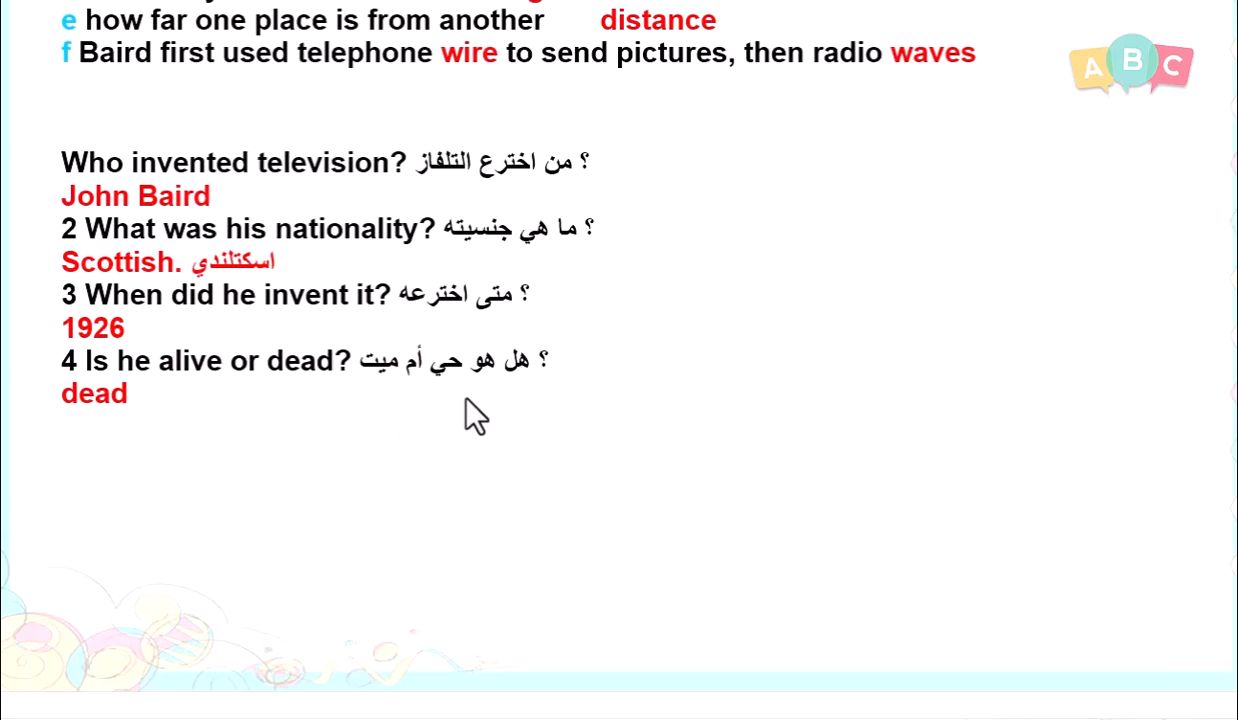 e how far one place is from another distance
f Baird first used telephone wire to send pictures, then radio waves
A B C
Who invented television? من اخترع التلفاز ؟
John Baird
2 What was his nationality? ما هي جنسيته ؟
Scottish. اسكتلندي
3 When did he invent it? متى اخترعه ؟
1926
4 Is he alive or dead? هل هو حي أم ميت ؟
dead